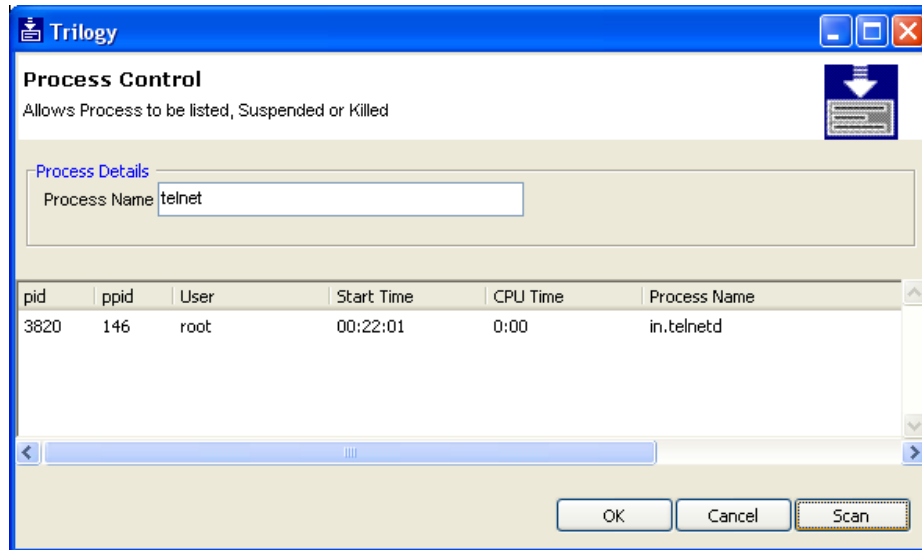 Trilogy
Process Control
Allows Process to be listed, Suspended or Killed
Process Details
Process Name telnet
pid ppid User Start Time CPU Time Process Name
3820 146 root 00:22:01 0:00 in.telnetd
OK Cancel Scan